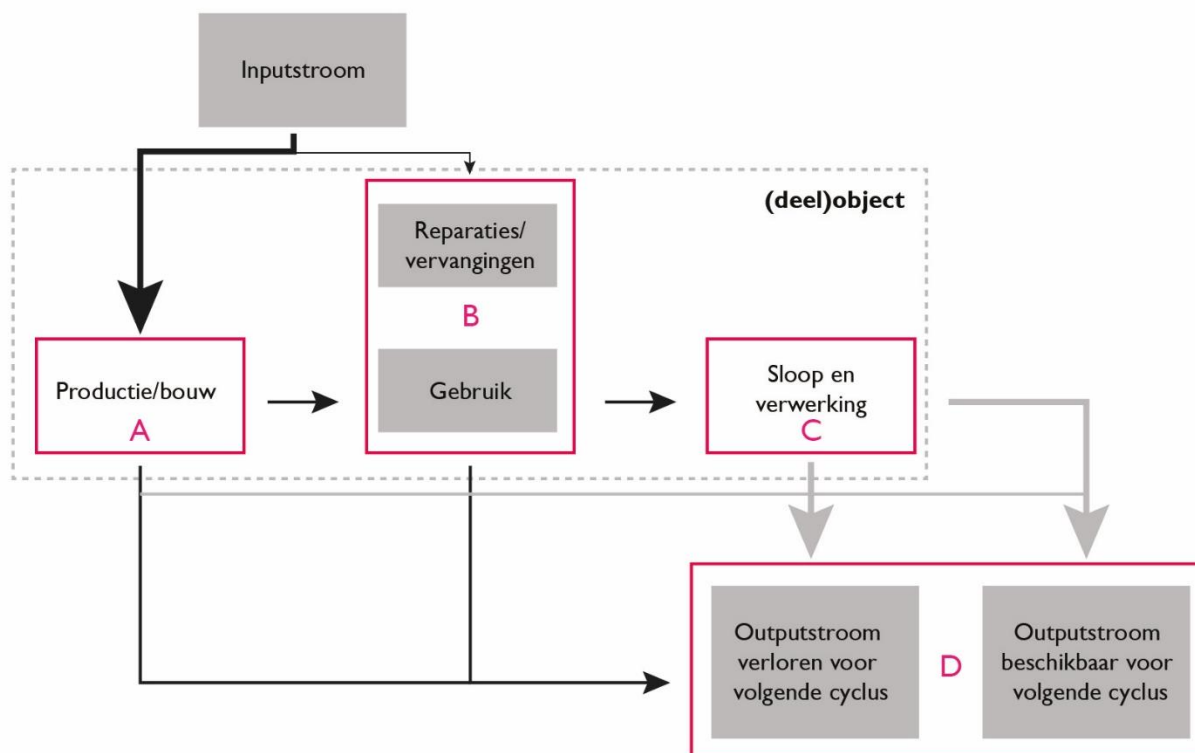 Inputstroom
(deel)object
Reparaties/
vervangingen
B
Gebruik
Productie/bouw
A
Sloop en
verwerking
C
Outputstroom
verloren voor
volgende cyclus
D
Outputstroom
beschikbaar voor
volgende cyclus